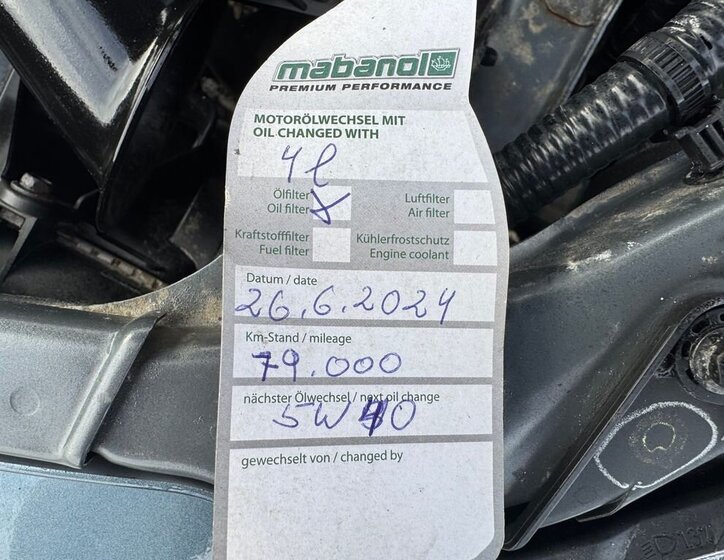 mabanol
PREMIUM PERFORMANCE
MOTORÖLWECHSEL MIT
OIL CHANGED WITH
4 l
Ölfilter Luftfilter
Oil filter X Air filter
Kraftstofffilter Kühlerfrostschutz
Fuel filter Engine coolant
Datum / date
26.6.2024
Km-Stand / mileage
79.000
nächster Ölwechsel / next oil change
5W40
gewechselt von / changed by